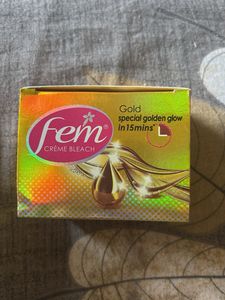 fem®
CRÈME BLEACH
Gold
special golden glow
in 15mins*